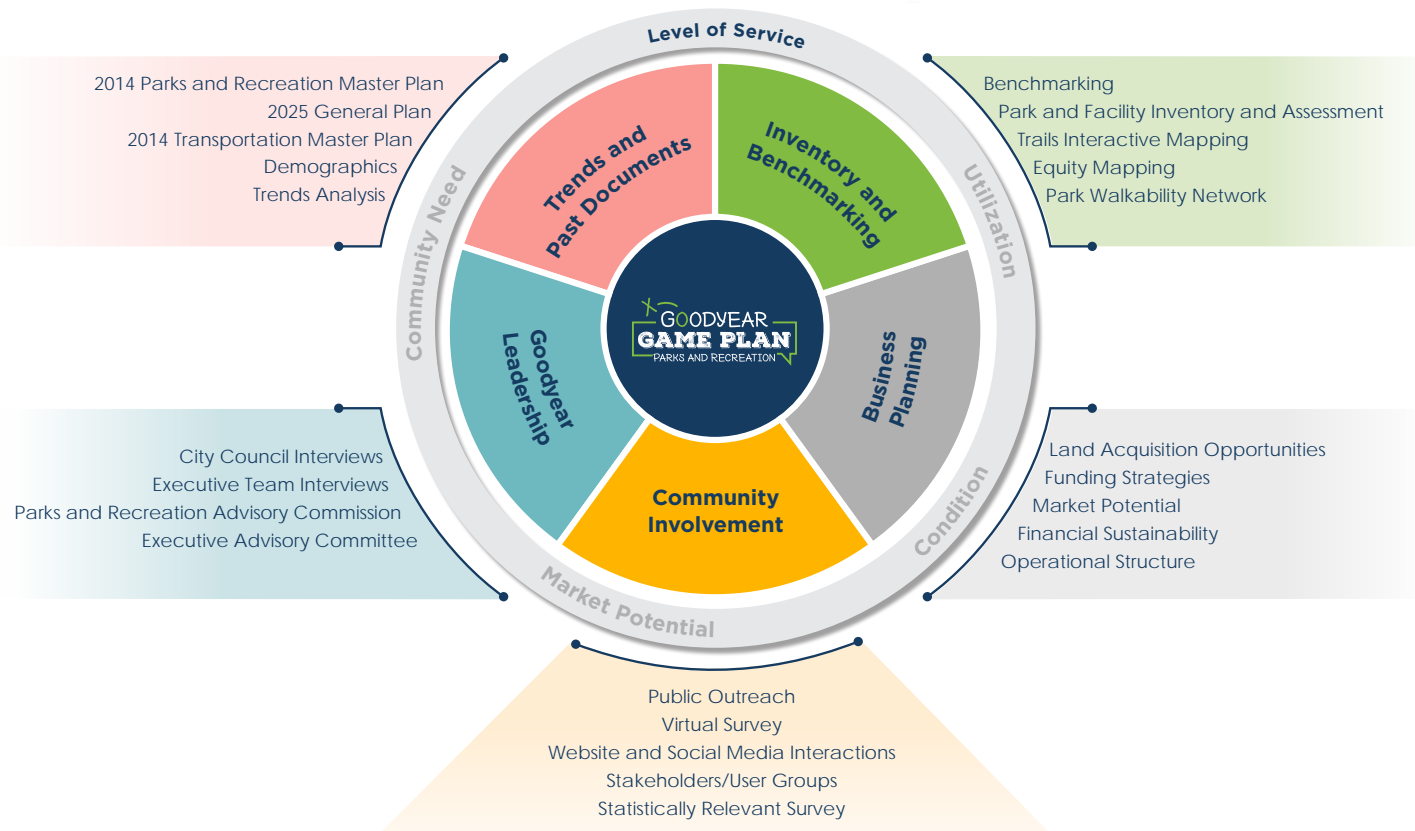 Level of Service
Utilization
Condition
Market Potential
Community Need
2014 Parks and Recreation Master Plan
2025 General Plan
2014 Transportation Master Plan
Demographics
Trends Analysis
Trends and
Past Documents
Inventory and
Benchmarking
Benchmarking
Park and Facility Inventory and Assessment
Trails Interactive Mapping
Equity Mapping
Park Walkability Network
GOODYEAR
GAME PLAN
PARKS AND RECREATION
Goodyear
Leadership
Business
Planning
Community
Involvement
City Council Interviews
Executive Team Interviews
Parks and Recreation Advisory Commission
Executive Advisory Committee
Land Acquisition Opportunities
Funding Strategies
Market Potential
Financial Sustainability
Operational Structure
Public Outreach
Virtual Survey
Website and Social Media Interactions
Stakeholders/User Groups
Statistically Relevant Survey